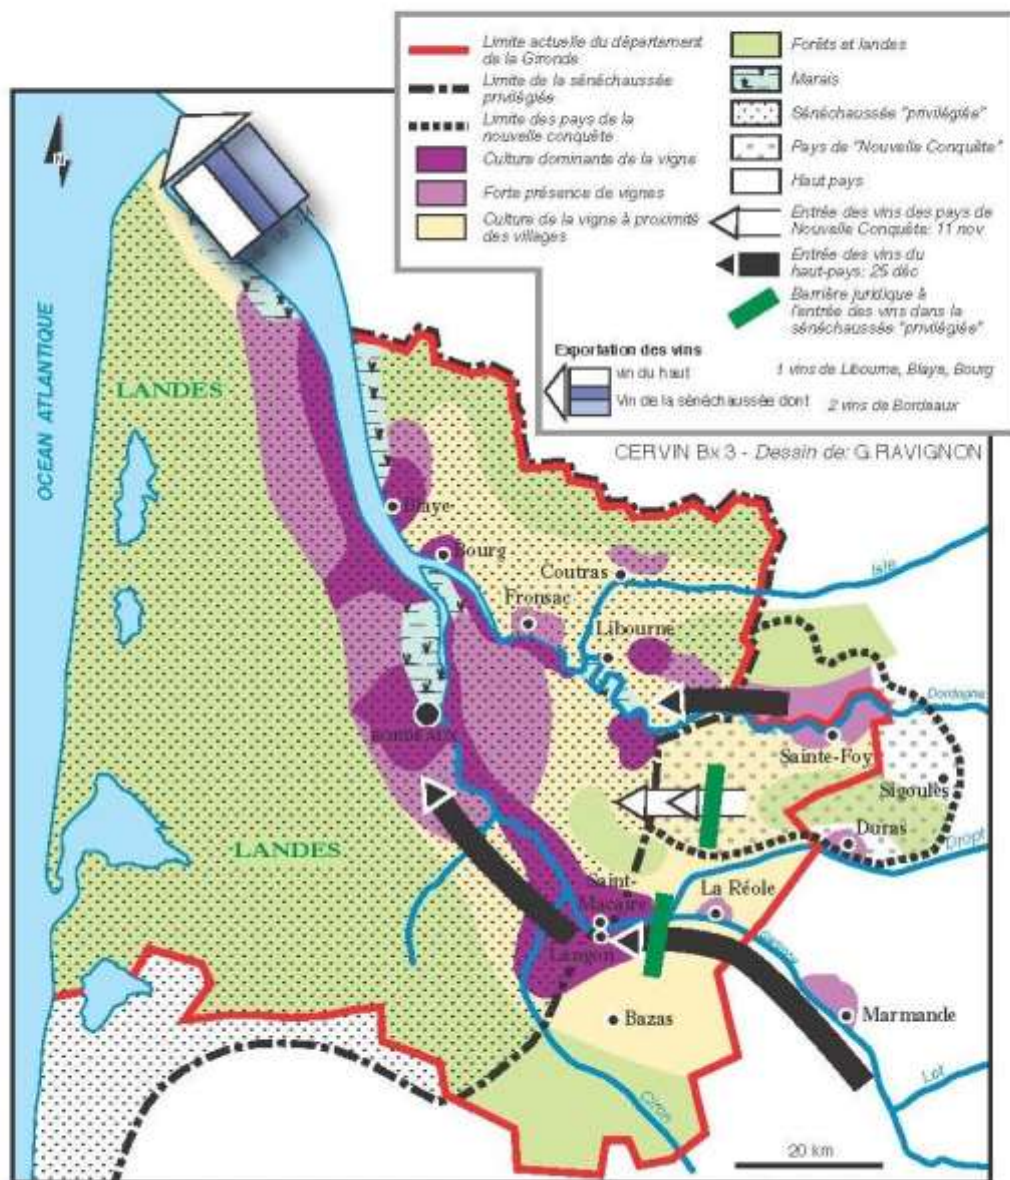 Limite actuelle du département
de la Gironde
Limite de la sénéchaussée
privilégiée
Limite des pays de la
nouvelle conquête
Culture dominante de la vigne
Forte présence de vignes
Culture de la vigne à proximité
des villages
Forêts et landes
Marais
Sénéchaussée "privilégiée"
Pays de "Nouvelle Conquête"
Haut pays
Entrée des vins des pays de
Nouvelle Conquête: 11 nov
Entrée des vins du
haut-pays: 25 déc
Barrière juridique à
l'entrée des vins dans la
sénéchaussée "privilégiée"
Exportation des vins
vin du haut
Vin de la sénéchaussée dont
1 vins de Libourne, Blaye, Bourg
2 vins de Bordeaux
CERVIN Bx 3 - Dessin de: G.RAVIGNON
N
OCEAN ATLANTIQUE
LANDES
Blaye
Bourg
Coutras
Isle
Fronsac
Libourne
Dordogne
BORDEAUX
Sainte-Foy
Sigoulès
Duras
Dropt
LANDES
Saint-
Macaire
La Réole
Langon
Marmande
Bazas
Lot
Ciron
20 km